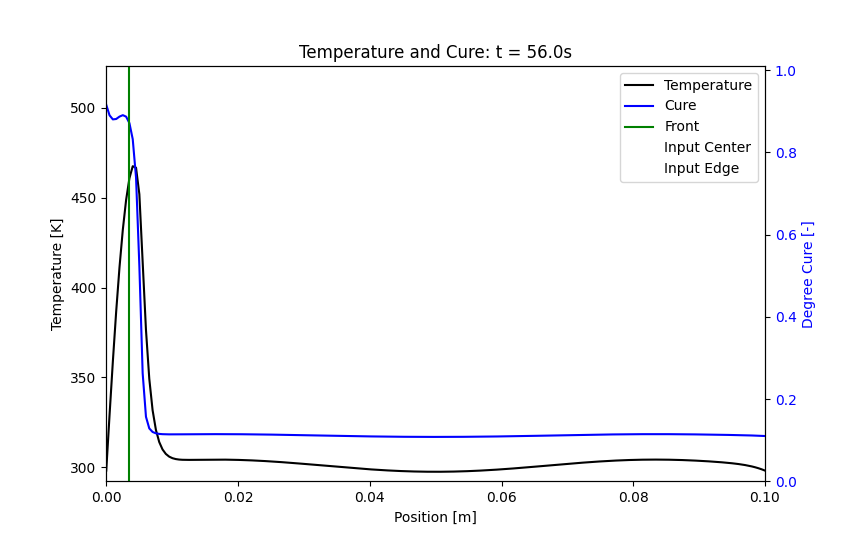 Temperature and Cure: t = 56.0s
Temperature
Cure
Front
Input Center
Input Edge
Temperature [K]
500
450
400
350
300
1.0
0.8
0.6
0.4
0.2
0.0
Degree Cure [-]
0.00 0.02 0.04 0.06 0.08 0.10
Position [m]